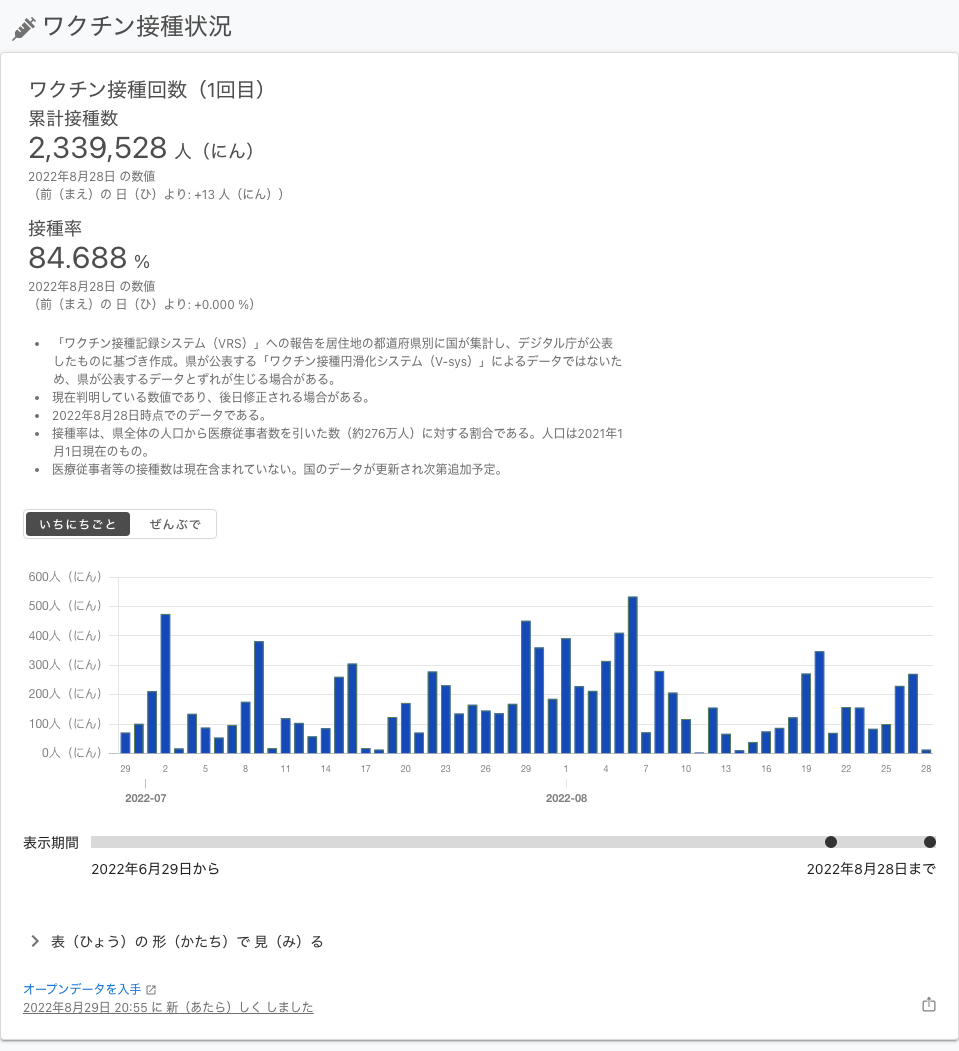 ワクチン接種状況
ワクチン接種回数（1回目）
累計接種数
2,339,528 人（にん）
2022年8月28日 の数値
（前（まえ）の 日（ひ）より: +13 人（にん））
接種率
84.688 %
2022年8月28日 の数値
（前（まえ）の 日（ひ）より: +0.000 %）
• 「ワクチン接種記録システム（VRS）」への報告を居住地の都道府県別に国が集計し、デジタル庁が公表
したものに基づき作成。県が公表する「ワクチン接種円滑化システム（V-sys）」によるデータではないた
め、県が公表するデータとずれが生じる場合がある。
• 現在判明している数値であり、後日修正される場合がある。
• 2022年8月28日時点でのデータである。
• 接種率は、県全体の人口から医療従事者数を引いた数（約276万人）に対する割合である。人口は2021年1
月1日現在のもの。
• 医療従事者等の接種数は現在含まれていない。国のデータが更新され次第追加予定。
いちにちごと ぜんぶで
600人（にん）
500人（にん）
400人（にん）
300人（にん）
200人（にん）
100人（にん）
0人（にん）
29 2 5 8 11 14 17 20 23 26 29 1 4 7 10 13 16 19 22 25 28
2022-07 2022-08
表示期間
2022年6月29日から 2022年8月28日まで
表（ひょう）の 形（かたち）で 見（み）る
オープンデータを入手
2022年8月29日 20:55 に 新（あたら）しく しました